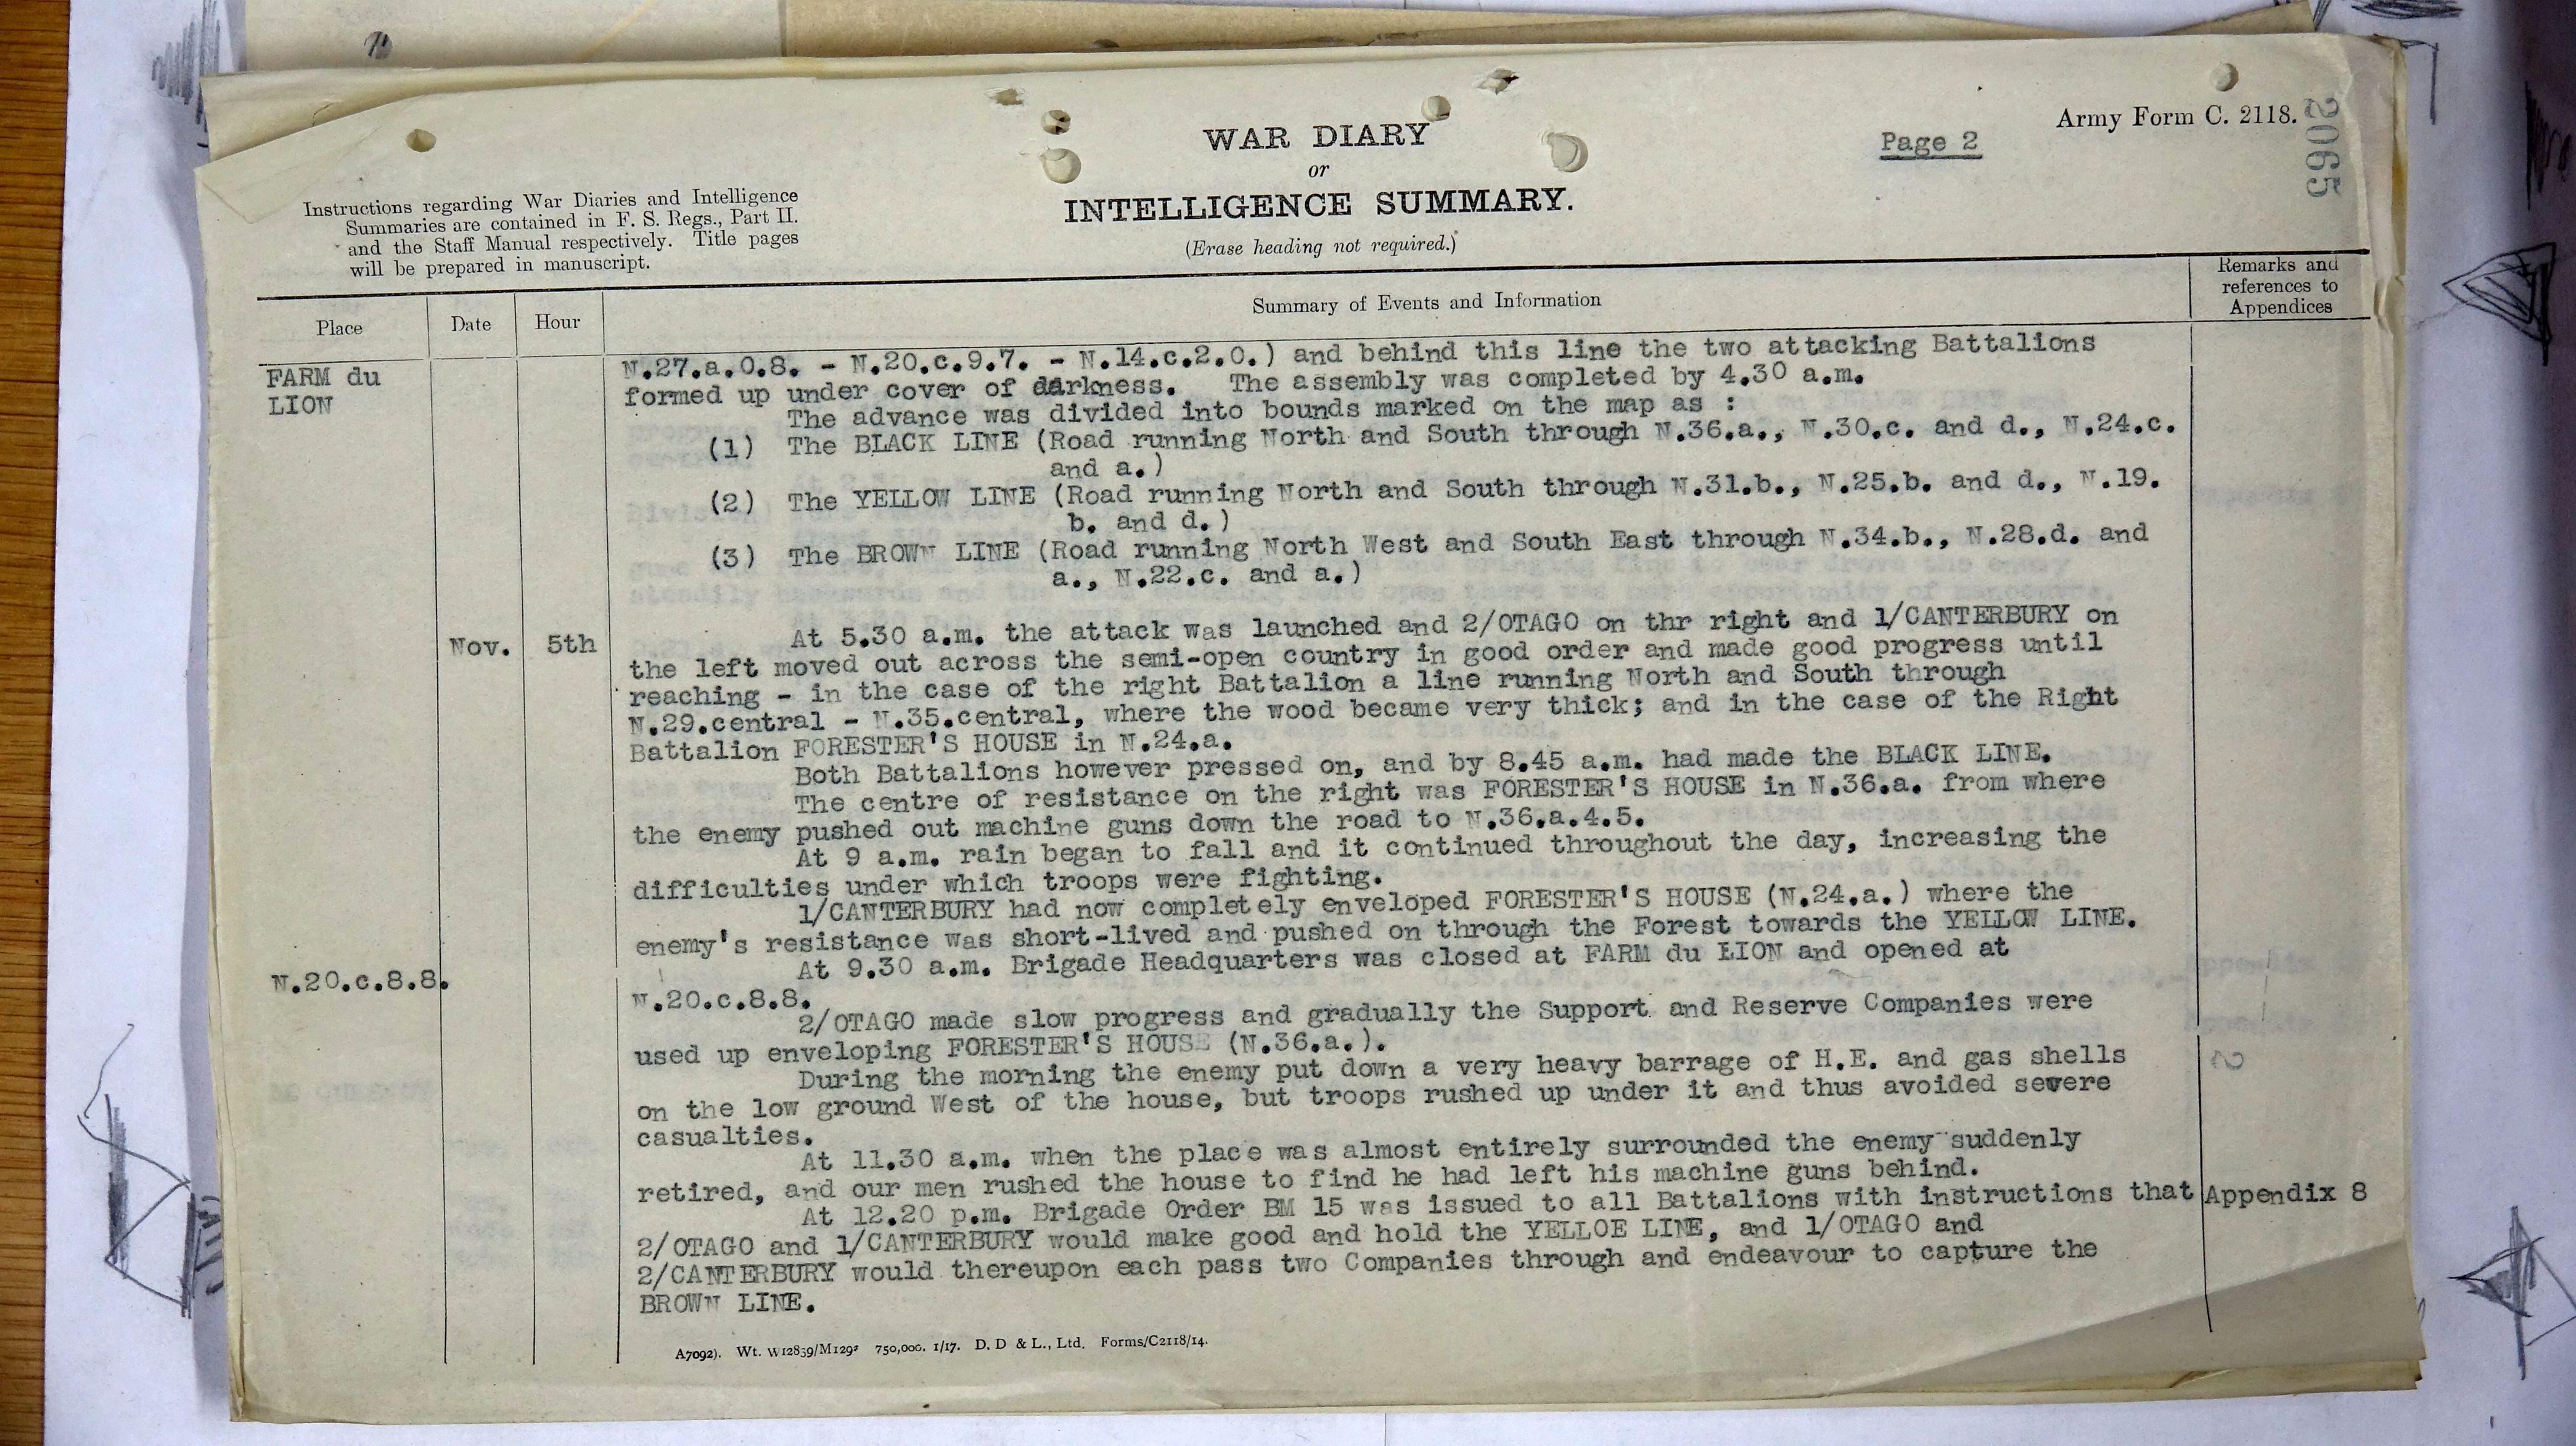 Army Form C. 2118.
2065
Page 2
WAR DIARY
or
INTELLIGENCE SUMMARY.
(Erase heading not required.)
Instructions regarding War Diaries and Intelligence
Summaries are contained in F. S. Regs., Part II.
and the Staff Manual respectively. Title pages
will be prepared in manuscript.
Place
Date
Hour
Summary of Events and Information
Remarks and
references to
Appendices
FARM du
LION
N.27.a.0.8. - N.20.c.9.7. - N.14.c.2.0.) and behind this line the two attacking Battalions
formed up under cover of darkness. The assembly was completed by 4.30 a.m.
The advance was divided into bounds marked on the map as :
(1) The BLACK LINE (Road running North and South through N.36.a., N.30.c. and d., N.24.c.
and a.)
(2) The YELLOW LINE (Road running North and South through N.31.b., N.25.b. and d., N.19.
b. and d.)
(3) The BROWN LINE (Road running North West and South East through N.34.b., N.28.d. and
a., N.22.c. and a.)
Nov. 5th
At 5.30 a.m. the attack was launched and 2/OTAGO on thr right and 1/CANTERBURY on
the left moved out across the semi-open country in good order and made good progress until
reaching - in the case of the right Battalion a line running North and South through
N.29.central - N.35.central, where the wood became very thick; and in the case of the Right
Battalion FORESTER'S HOUSE in N.24.a.
Both Battalions however pressed on, and by 8.45 a.m. had made the BLACK LINE.
The centre of resistance on the right was FORESTER'S HOUSE in N.36.a. from where
the enemy pushed out machine guns down the road to N.36.a.4.5.
At 9 a.m. rain began to fall and it continued throughout the day, increasing the
difficulties under which troops were fighting.
1/CANTERBURY had now completely enveloped FORESTER'S HOUSE (N.24.a.) where the
enemy's resistance was short-lived and pushed on through the Forest towards the YELLOW LINE.
At 9.30 a.m. Brigade Headquarters was closed at FARM du LION and opened at
N.20.c.8.8.
N.20.c.8.8.
2/OTAGO made slow progress and gradually the Support and Reserve Companies were
used up enveloping FORESTER'S HOUSE (N.36.a.).
During the morning the enemy put down a very heavy barrage of H.E. and gas shells
on the low ground West of the house, but troops rushed up under it and thus avoided severe
casualties.
At 11.30 a.m. when the place was almost entirely surrounded the enemy suddenly
retired, and our men rushed the house to find he had left his machine guns behind.
At 12.20 p.m. Brigade Order BM 15 was issued to all Battalions with instructions that
Appendix 8
2/OTAGO and 1/CANTERBURY would make good and hold the YELLOE LINE, and 1/OTAGO and
2/CANTERBURY would thereupon each pass two Companies through and endeavour to capture the
BROWN LINE.
A7092). Wt. W12839/M1293 750,000. 1/17. D. D & L., Ltd. Forms/C2118/14.